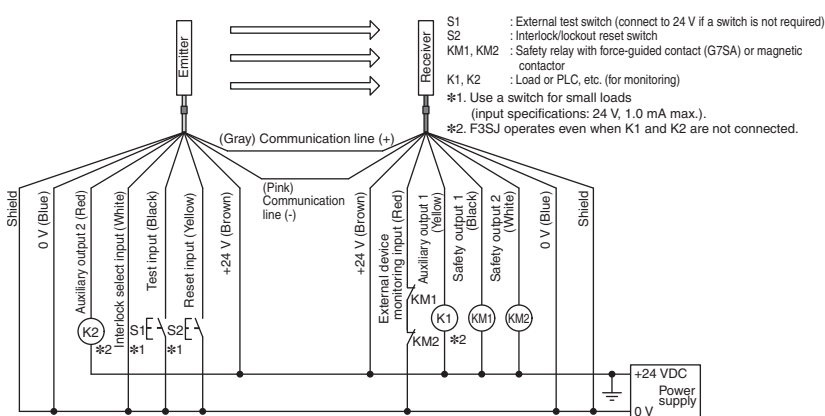 Emitter
Receiver
S1 : External test switch (connect to 24 V if a switch is not required)
S2 : Interlock/lockout reset switch
KM1, KM2 : Safety relay with force-guided contact (G7SA) or magnetic
contactor
K1, K2 : Load or PLC, etc. (for monitoring)
*1. Use a switch for small loads
(input specifications: 24 V, 1.0 mA max.).
*2. F3SJ operates even when K1 and K2 are not connected.
(Gray) Communication line (+)
(Pink)
Communication
line (-)
Shield
0 V (Blue)
Auxiliary output 2 (Red)
Interlock select input (White)
Test input (Black)
Reset input (Yellow)
+24 V (Brown)
+24 V (Brown)
External device
monitoring input (Red)
Auxiliary output 1
(Yellow)
Safety output 1
(Black)
Safety output 2
(White)
0 V (Blue)
Shield
K2
*2
S1
*1
S2
*1
KM1
KM2
K1
*2
KM1
KM2
+24 VDC
Power
supply
0 V